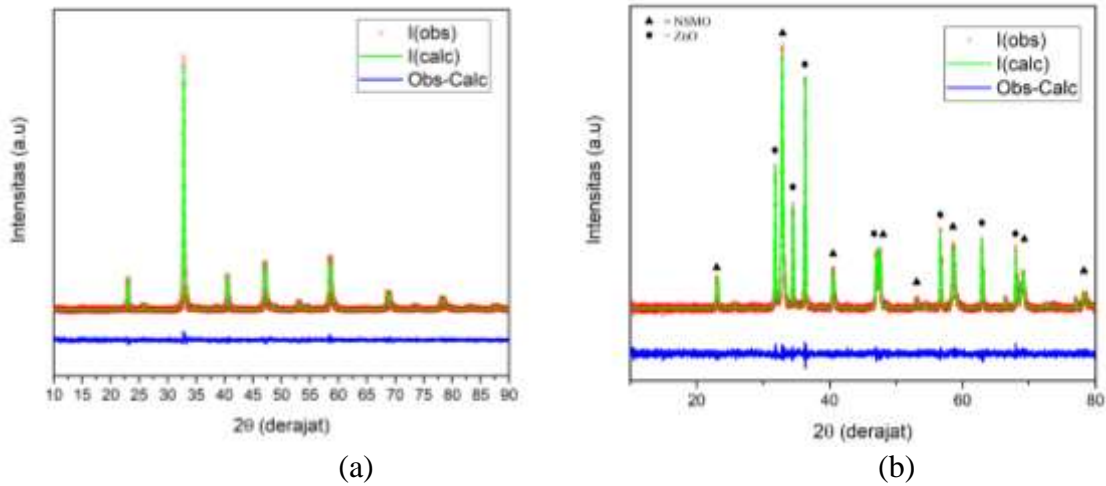 I(obs)
I(calc)
Obs-Calc
Intensitas (a.u)
10 15 20 25 30 35 40 45 50 55 60 65 70 75 80 85 90
2θ (derajat)
(a)
▲ = NSMO
● = ZnO
I(obs)
I(calc)
Obs-Calc
Intensitas (a.u)
20 40 60 80
2θ (derajat)
(b)